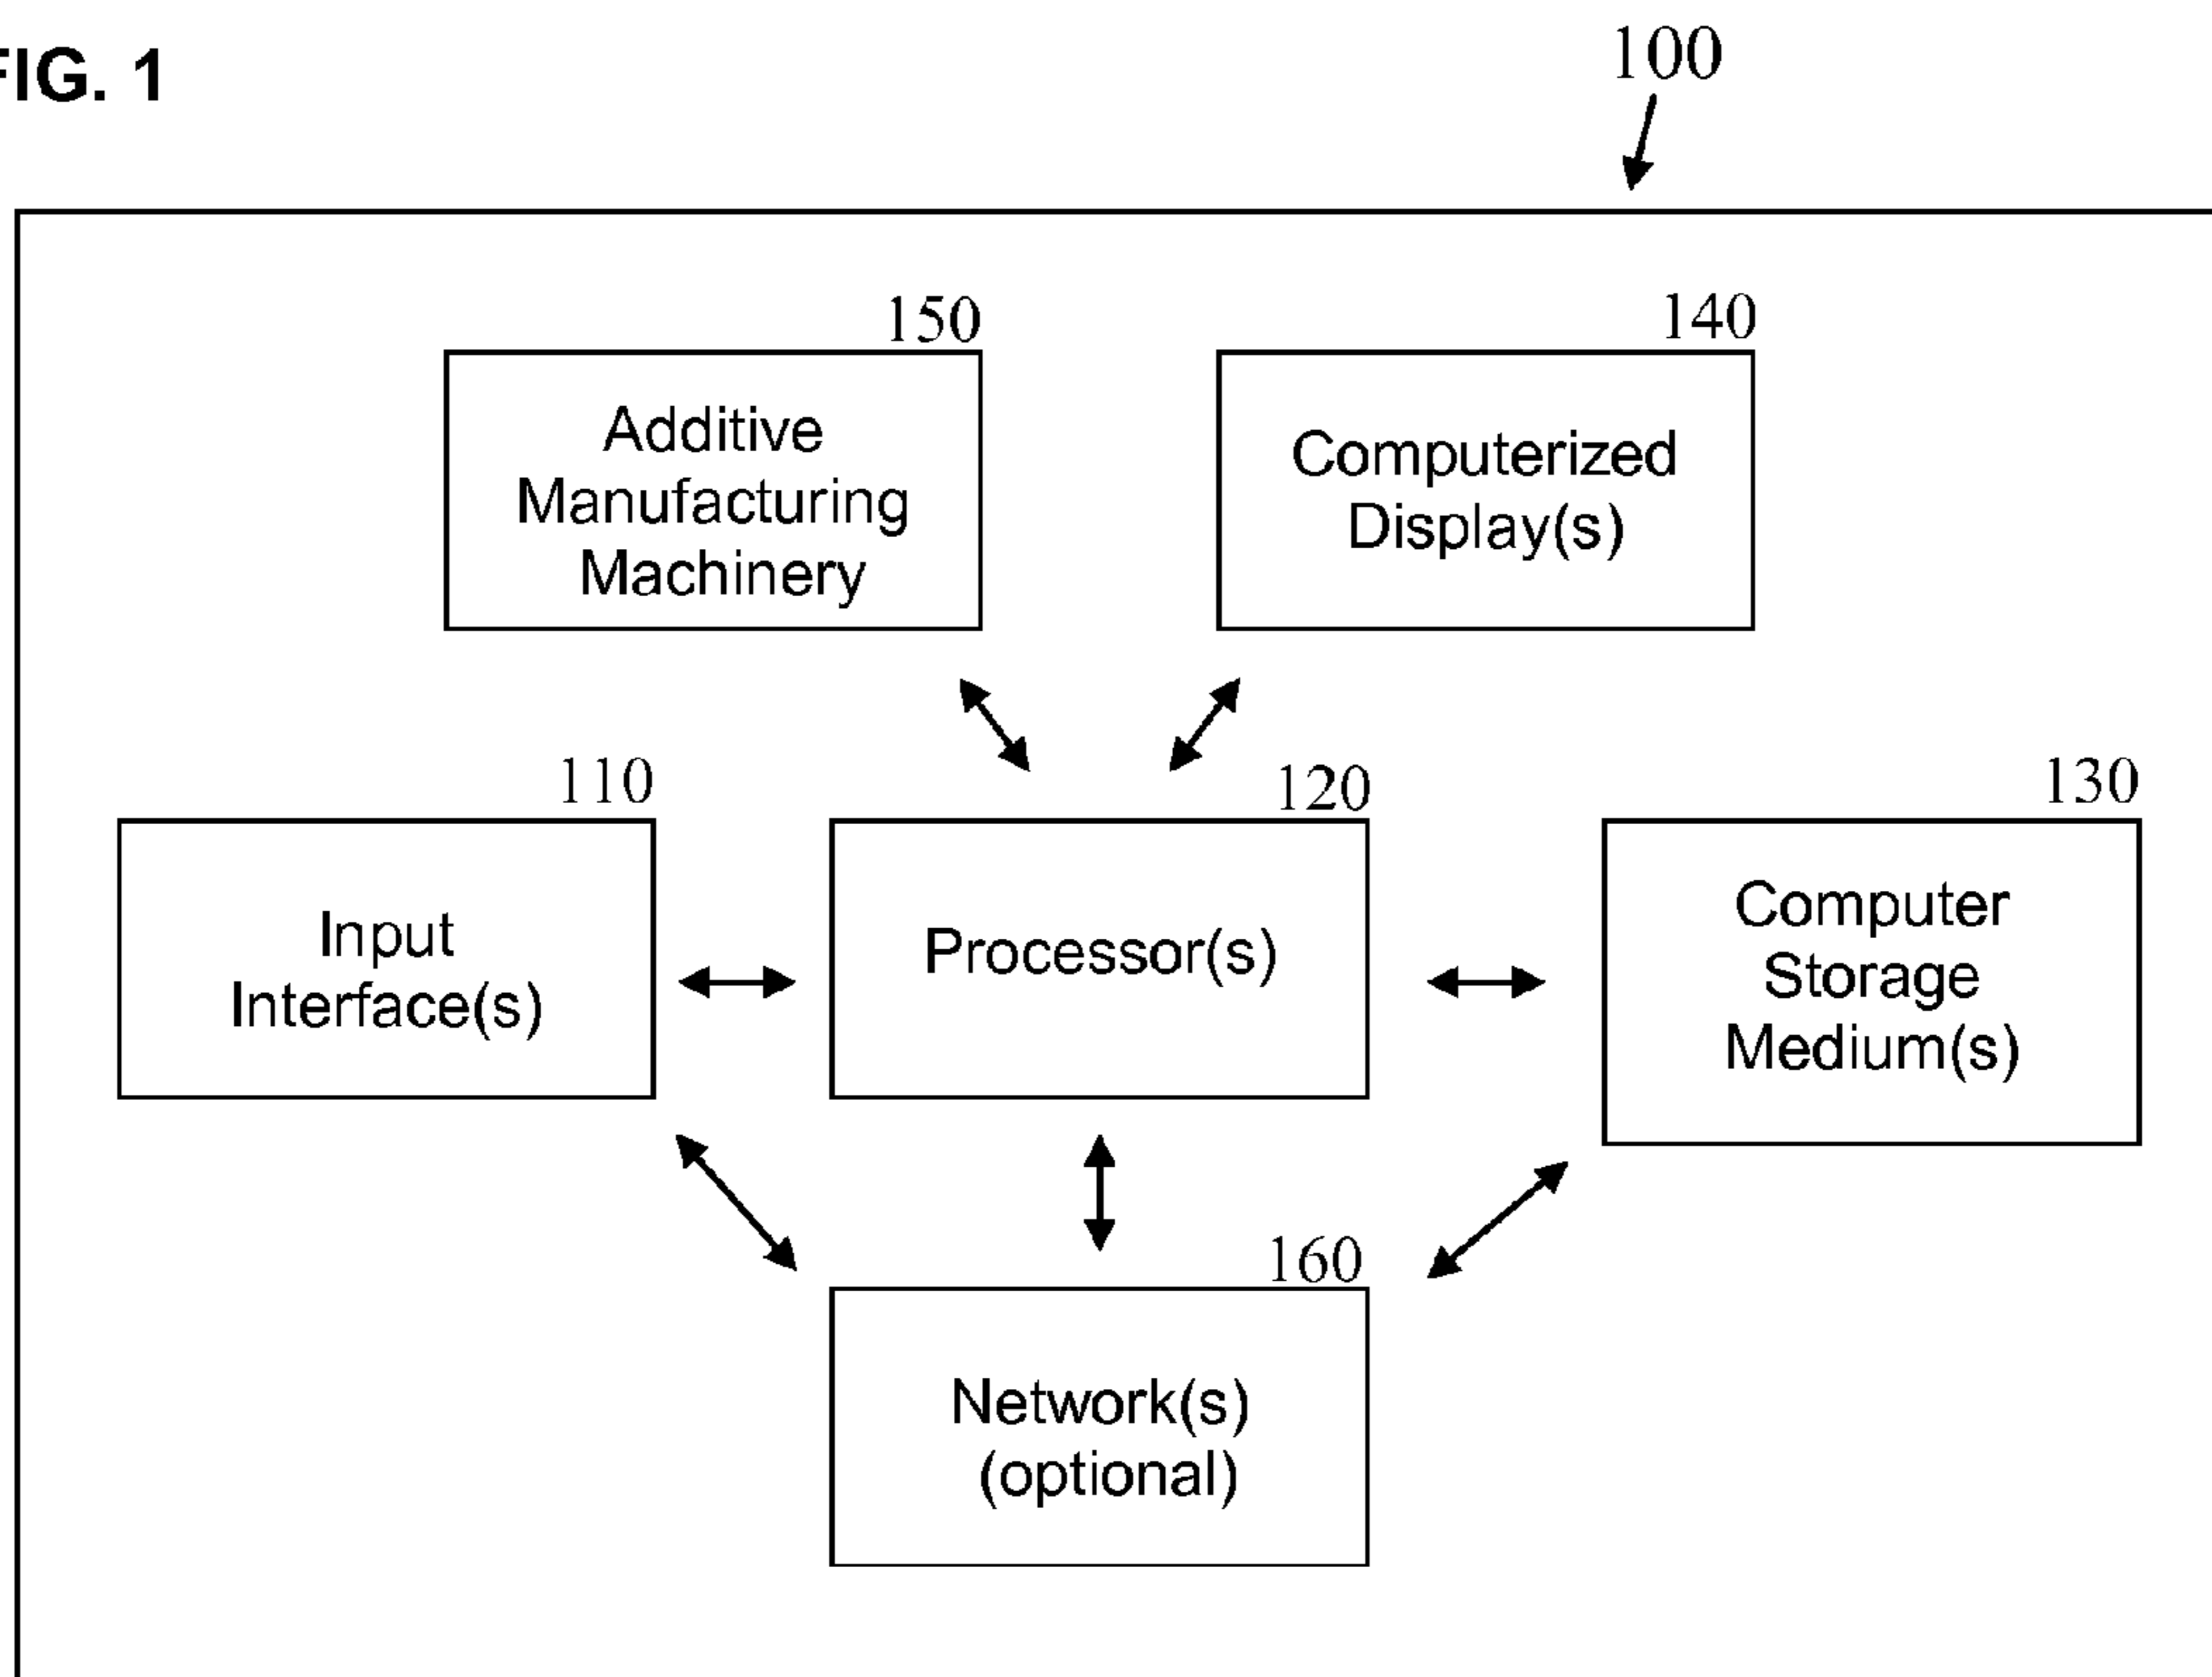 FIG. 1
100
150
140
Additive
Manufacturing
Machinery
Computerized
Display(s)
110
120
130
Input
Interface(s)
Processor(s)
Computer
Storage
Medium(s)
160
Network(s)
(optional)